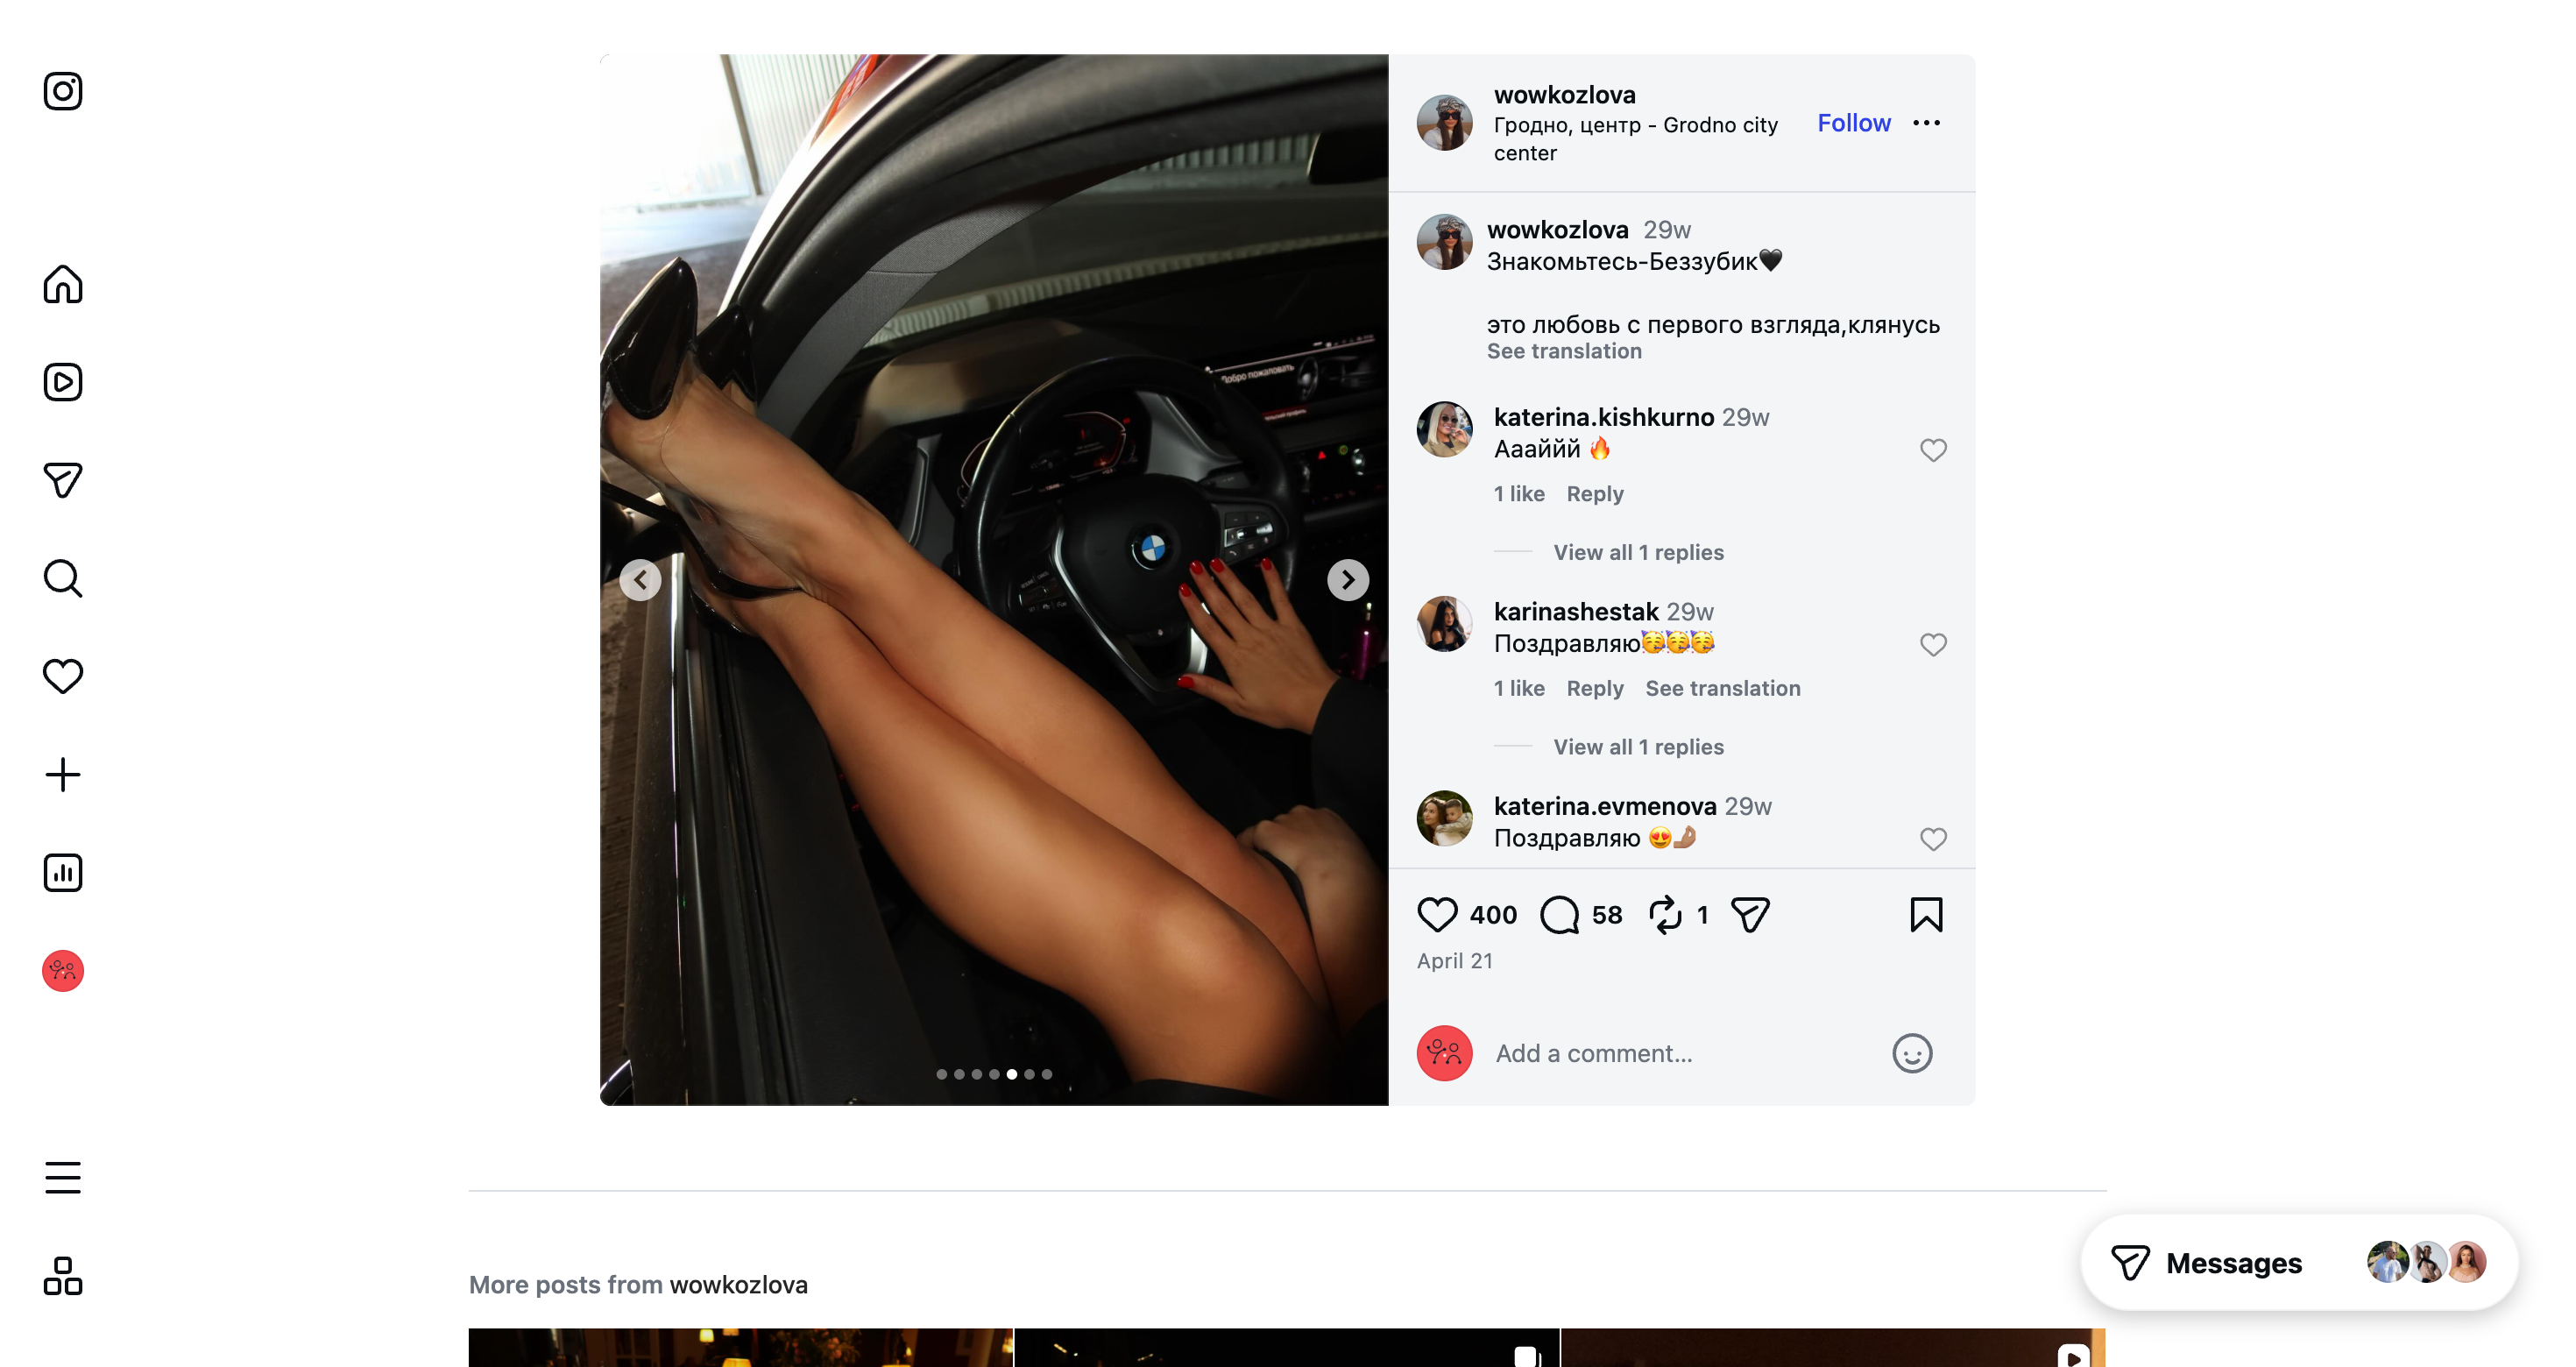 wowkozlova
Гродно, центр - Grodno city
center
Follow
wowkozlova 29w
Знакомьтесь-Беззубик🖤
это любовь с первого взгляда,клянусь
See translation
katerina.kishkurno 29w
Аааййй 🔥
1 like Reply
View all 1 replies
karinashestak 29w
Поздравляю🥳🥳🥳
1 like Reply See translation
View all 1 replies
katerina.evmenova 29w
Поздравляю 😍🤌🏽
400 58 1
April 21
Add a comment...
Добро пожаловать
More posts from wowkozlova
Messages